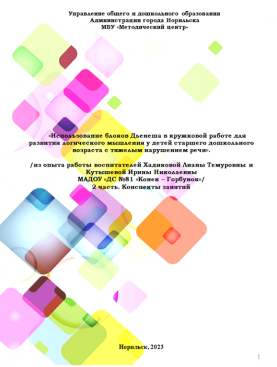 Управление общего и дошкольного образования
Администрации города Норильска
МБУ «Методический центр»
«Использование блоков Дьенеша в кружковой работе для
развития логического мышления у детей старшего дошкольного
возраста с тяжелым нарушением речи».
/из опыта работы воспитателей Хадиковой Лианы Темуровны и
Кутышевой Ирины Николаевны
МАДОУ «ДС №81 «Конек – Горбунок»/
2 часть. Конспекты занятий
Норильск, 2023
1